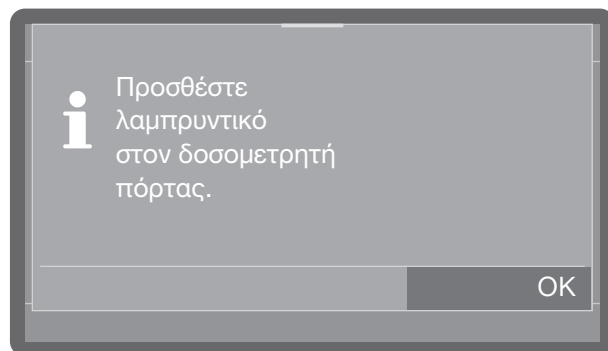 Προσθέστε
λαμπρυντικό
στον δοσομετρητή
πόρτας.
OK